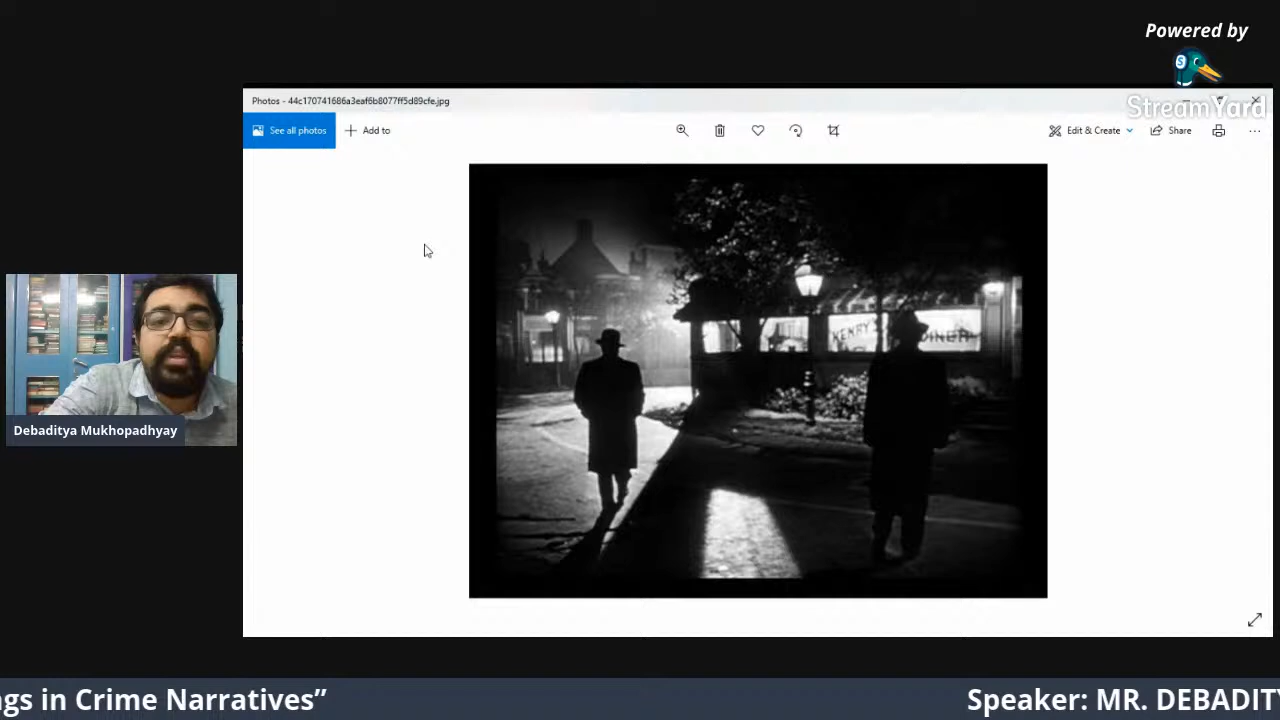 Powered by
StreamYard
Photos - 44c170741686a3eaf6b8077ff5d89cfe.jpg
See all photos
Add to
Edit & Create
Share
HENRY'S DINER
Debaditya Mukhopadhyay
gs in Crime Narratives”
Speaker: MR. DEBADITY